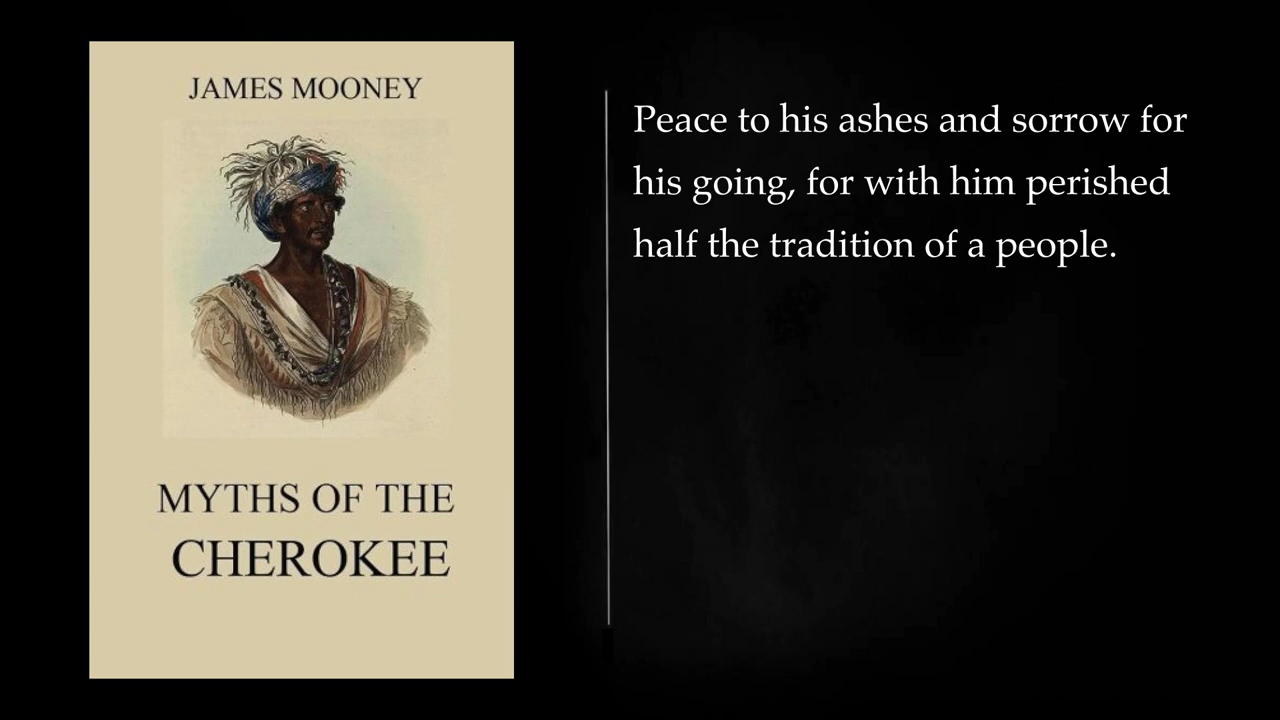 JAMES MOONEY
MYTHS OF THE
CHEROKEE
Peace to his ashes and sorrow for
his going, for with him perished
half the tradition of a people.